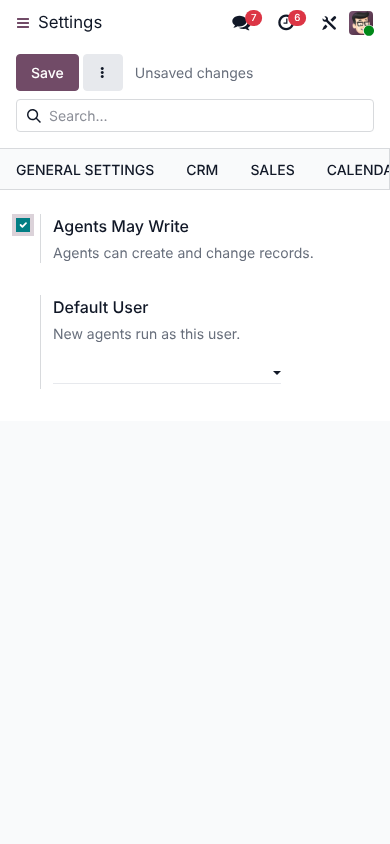 Settings
7
6
Save
Unsaved changes
Search...
GENERAL SETTINGS CRM SALES CALENDA
Agents May Write
Agents can create and change records.
Default User
New agents run as this user.